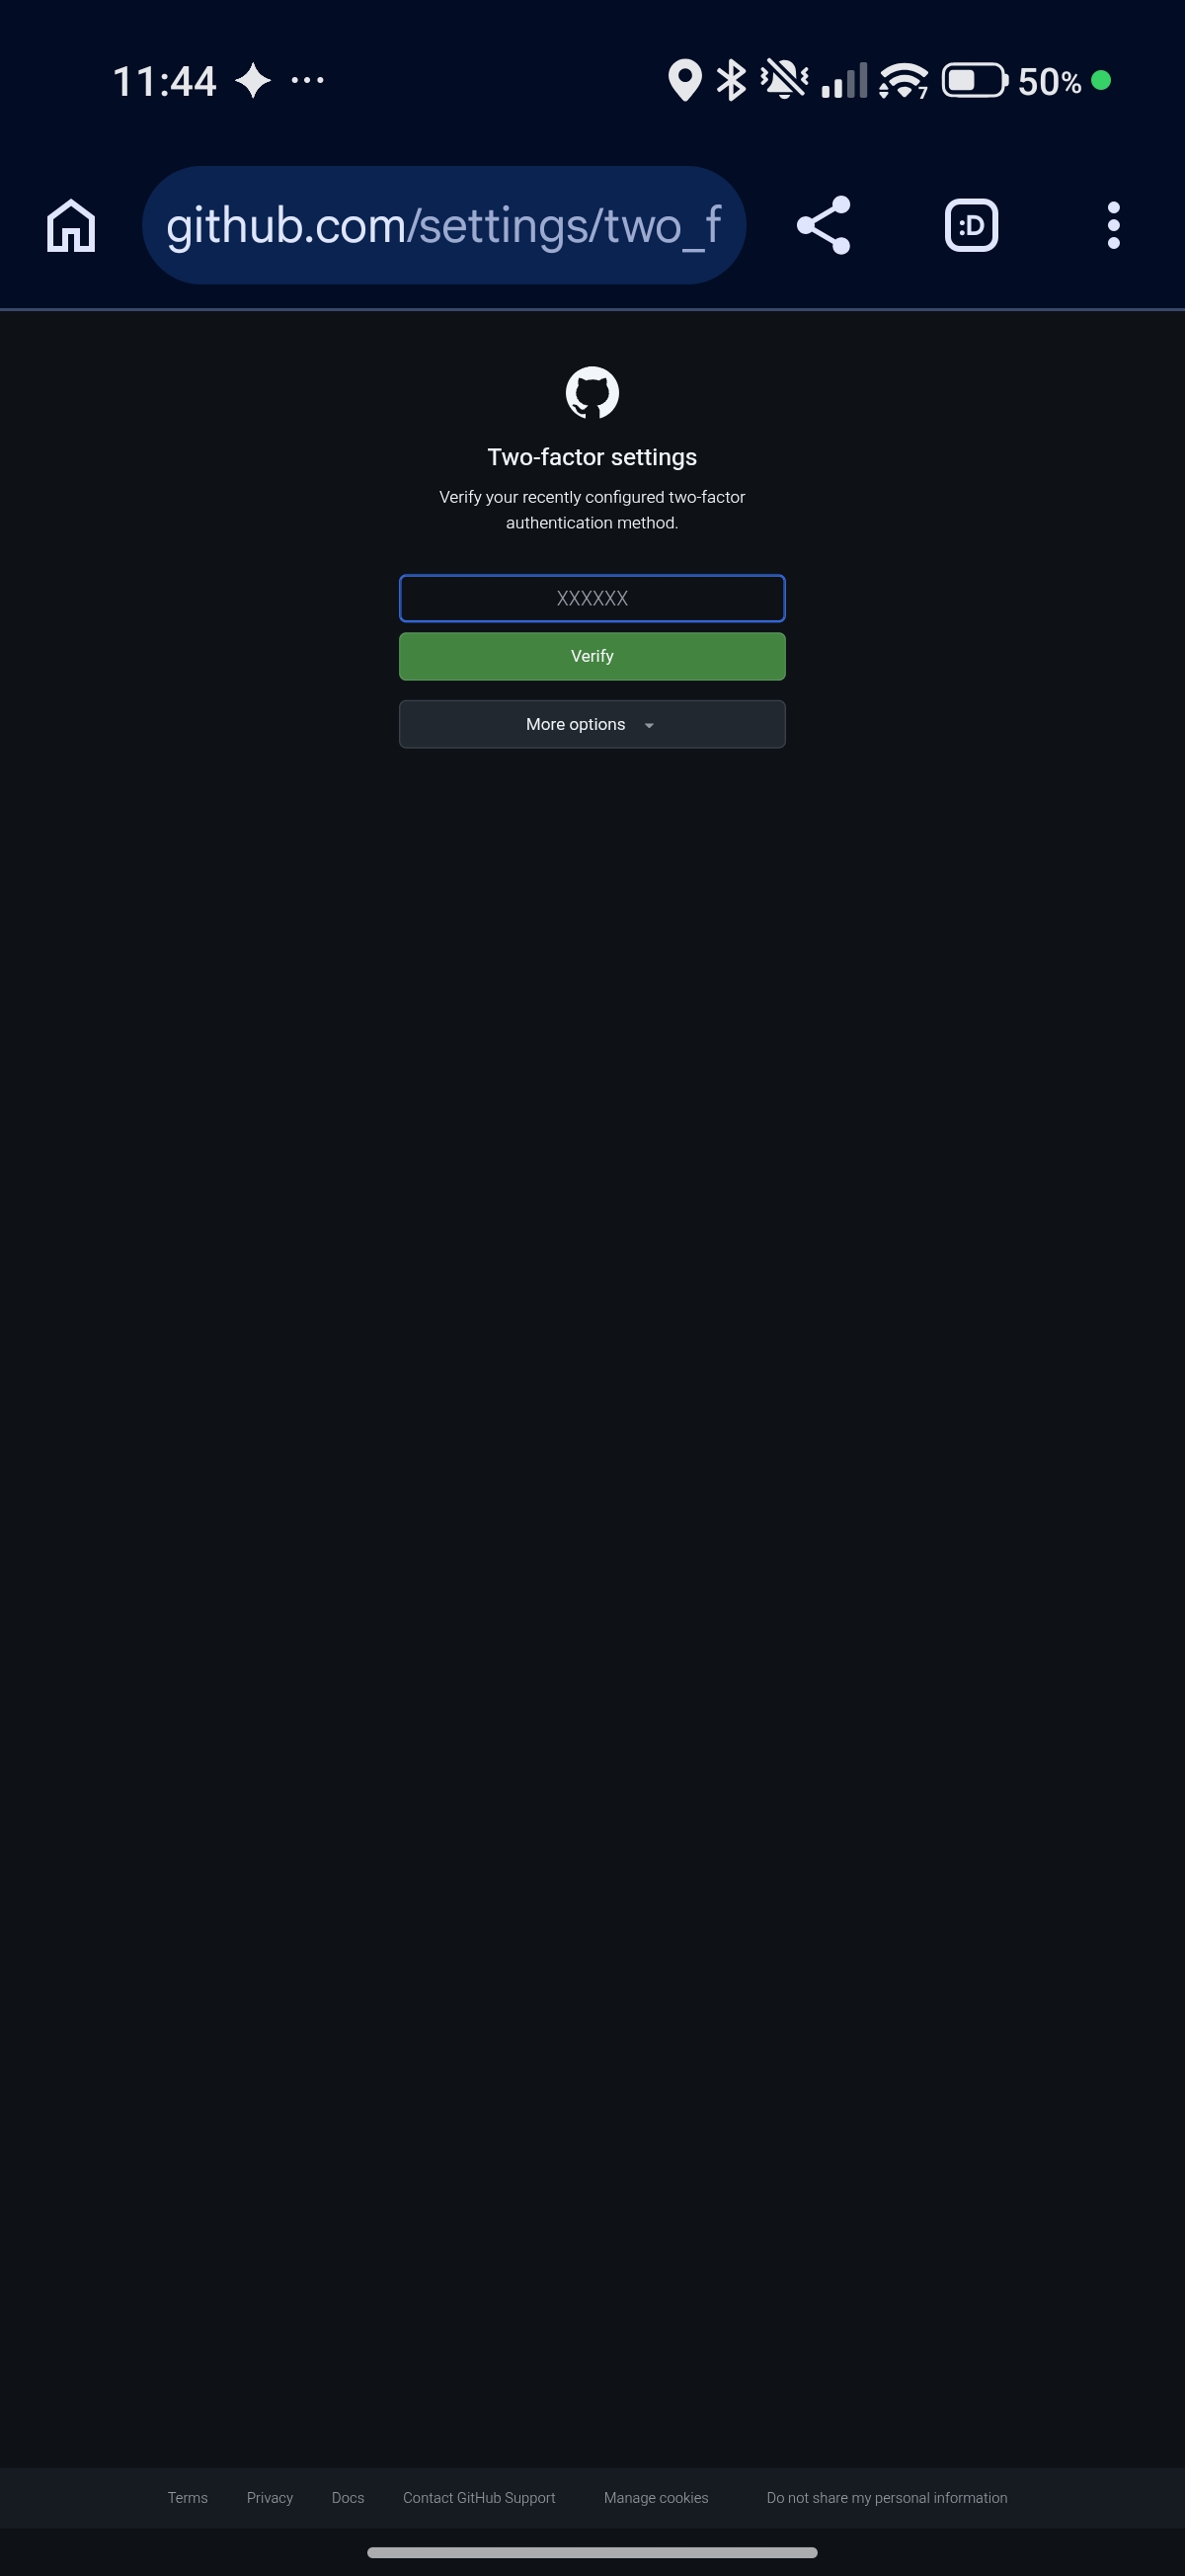 11:44
7
50%
github.com/settings/two_f
:D
Two-factor settings
Verify your recently configured two-factor
authentication method.
XXXXXX
Verify
More options
Terms Privacy Docs Contact GitHub Support Manage cookies Do not share my personal information